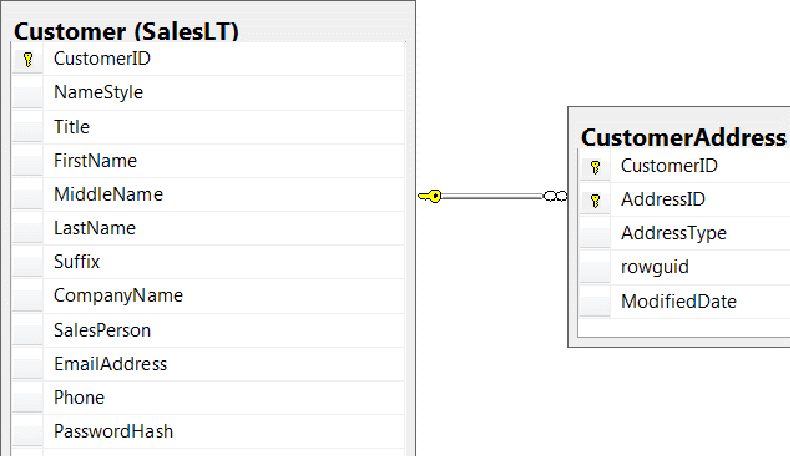 Customer (SalesLT)
CustomerID
NameStyle
Title
FirstName
MiddleName
LastName
Suffix
CompanyName
SalesPerson
EmailAddress
Phone
PasswordHash
CustomerAddress
CustomerID
AddressID
AddressType
rowguid
ModifiedDate